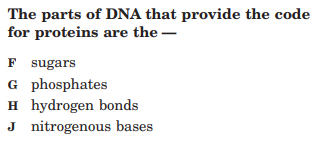 The parts of DNA that provide the code
for proteins are the —
F sugars
G phosphates
H hydrogen bonds
J nitrogenous bases